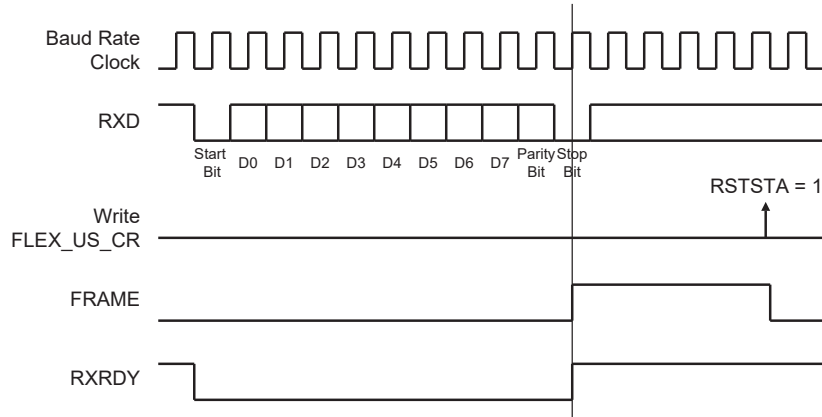 Baud Rate
Clock
RXD
Start
Bit
D0 D1 D2 D3 D4 D5 D6 D7
Parity
Bit
Stop
Bit
RSTSTA = 1
Write
FLEX_US_CR
FRAME
RXRDY